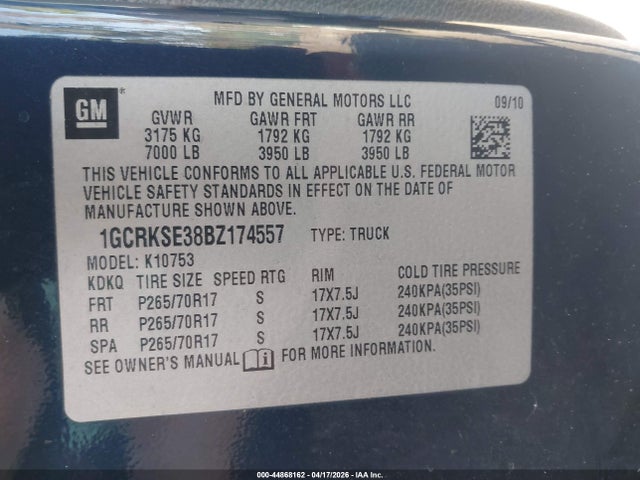 GM
MFD BY GENERAL MOTORS LLC 09/10
GVWR GAWR FRT GAWR RR
3175 KG 1792 KG 1792 KG
7000 LB 3950 LB 3950 LB
THIS VEHICLE CONFORMS TO ALL APPLICABLE U.S. FEDERAL MOTOR
VEHICLE SAFETY STANDARDS IN EFFECT ON THE DATE OF
MANUFACTURE SHOWN ABOVE.
1GCRKSE38BZ174557 TYPE: TRUCK
MODEL: K10753
KDKQ TIRE SIZE SPEED RTG RIM COLD TIRE PRESSURE
FRT P265/70R17 S 17X7.5J 240KPA(35PSI)
RR P265/70R17 S 17X7.5J 240KPA(35PSI)
SPA P265/70R17 S 17X7.5J 240KPA(35PSI)
SEE OWNER'S MANUAL FOR MORE INFORMATION.
000-44868162 - 04/17/2026 - IAA Inc.